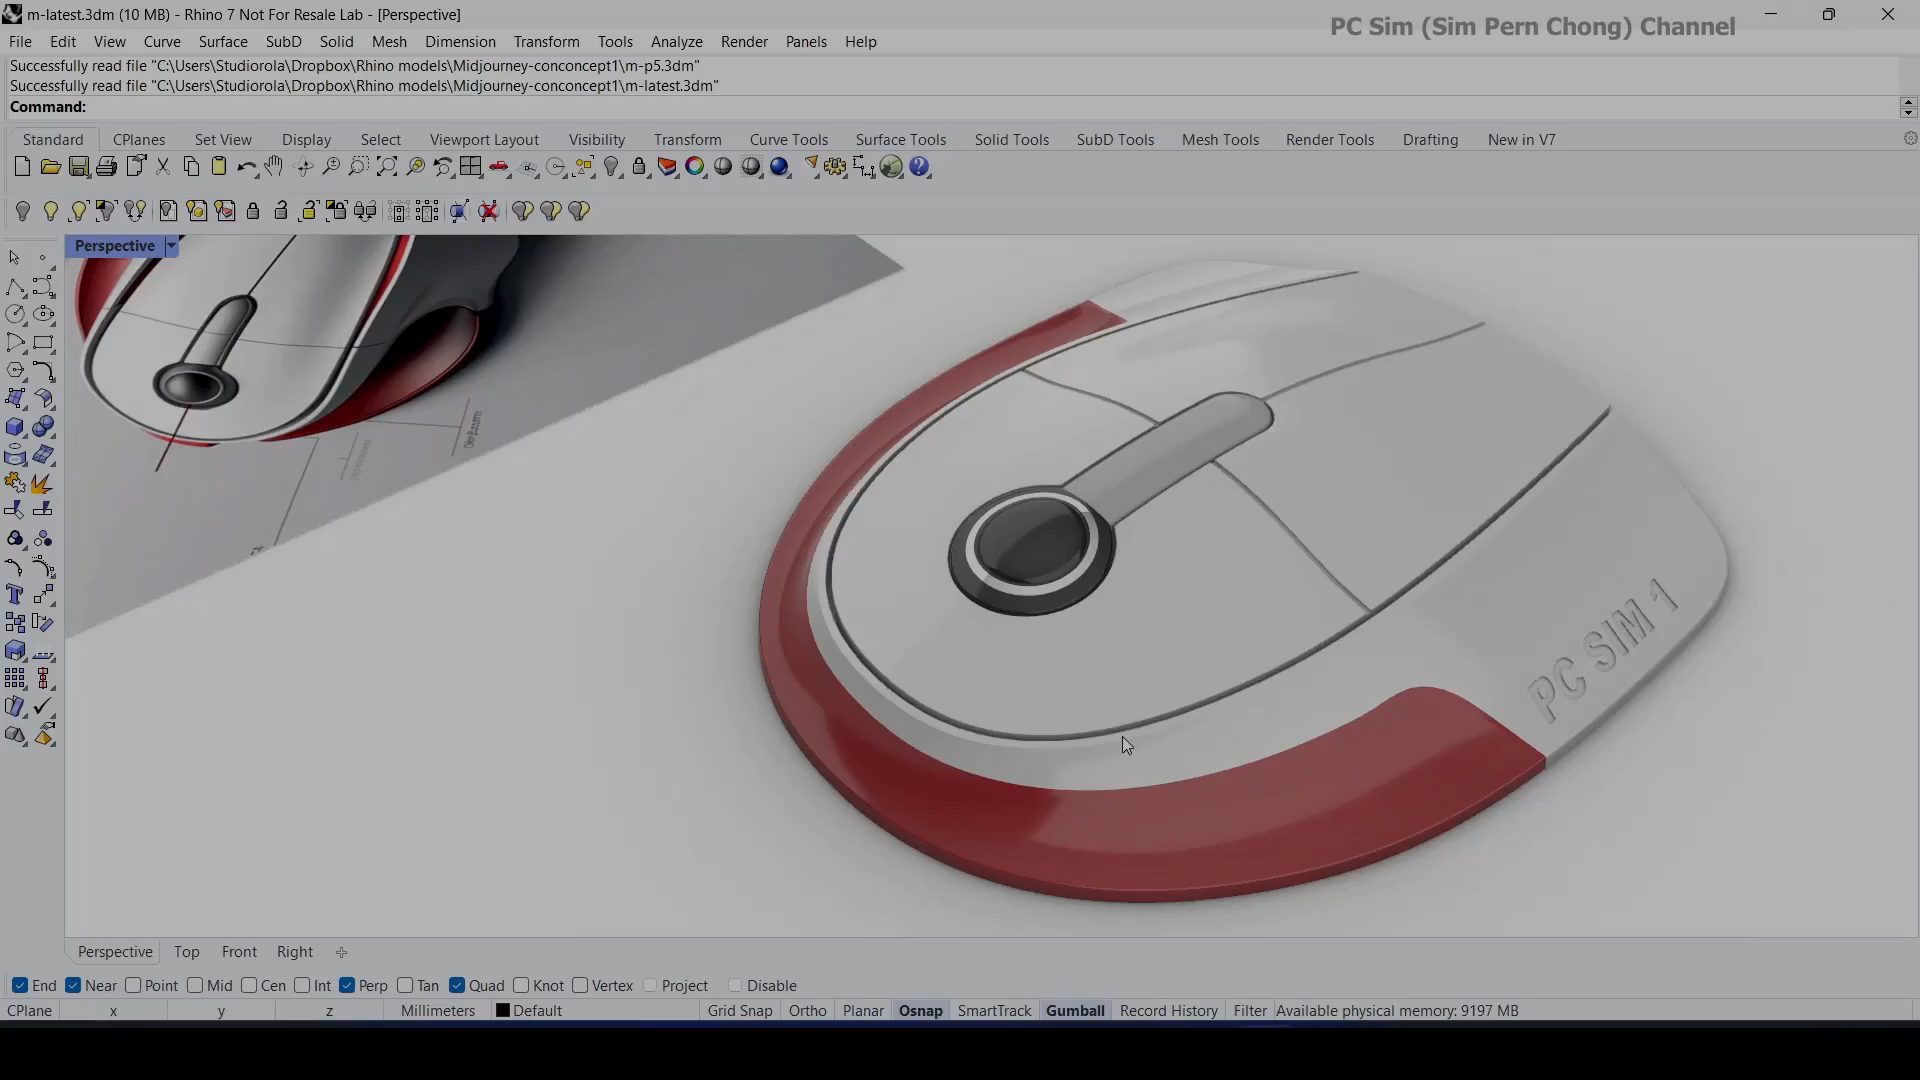 m-latest.3dm (10 MB) - Rhino 7 Not For Resale Lab - [Perspective]
PC Sim (Sim Pern Chong) Channel
File Edit View Curve Surface SubD Solid Mesh Dimension Transform Tools Analyze Render Panels Help
Successfully read file "C:\Users\Studiorola\Dropbox\Rhino models\Midjourney-conconcept1\m-p5.3dm"
Successfully read file "C:\Users\Studiorola\Dropbox\Rhino models\Midjourney-conconcept1\m-latest.3dm"
Command:
Standard CPlanes Set View Display Select Viewport Layout Visibility Transform Curve Tools Surface Tools Solid Tools SubD Tools Mesh Tools Render Tools Drafting New in V7
Perspective
PC SIM 1
Perspective Top Front Right
End Near Point Mid Cen Int Perp Tan Quad Knot Vertex Project Disable
CPlane x y z Millimeters Default Grid Snap Ortho Planar Osnap SmartTrack Gumball Record History Filter Available physical memory: 9197 MB